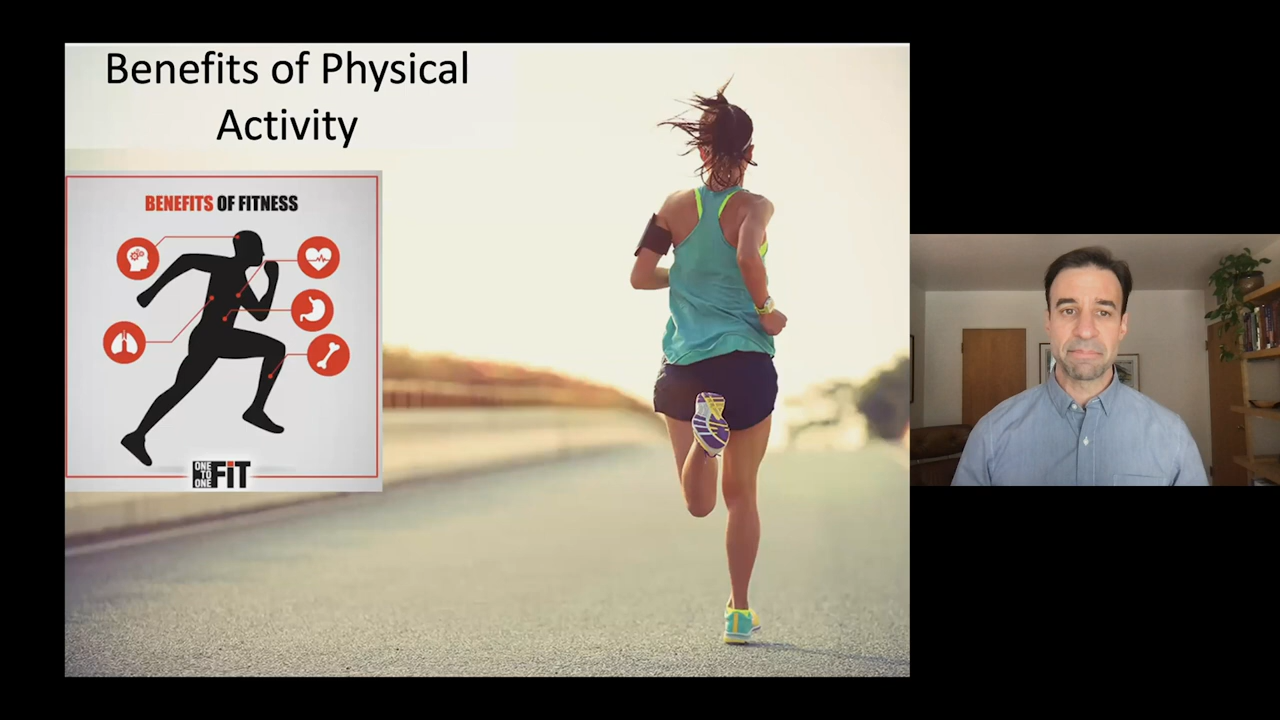 Benefits of Physical
Activity
BENEFITS OF FITNESS
ONE
TO
ONE
FiT